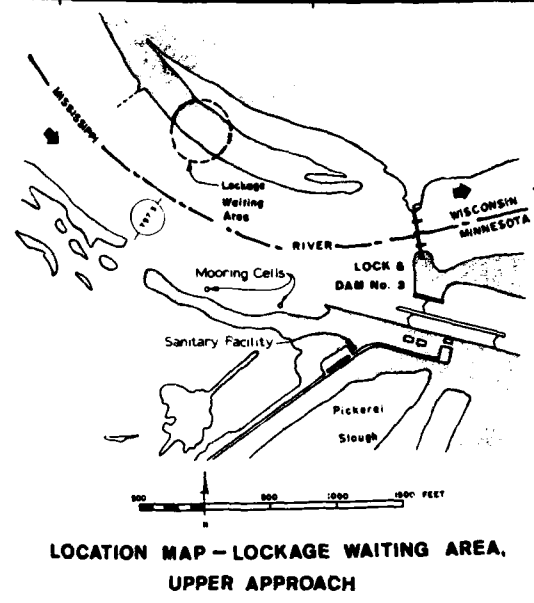 MISSISSIPPI
Lockage
Waiting
Area
RIVER
WISCONSIN
MINNESOTA
LOCK &
DAM No. 3
Mooring Cells
Sanitary Facility
Pickerel
Slough
500
500
1000
1500 FEET
N
LOCATION MAP – LOCKAGE WAITING AREA,
UPPER APPROACH